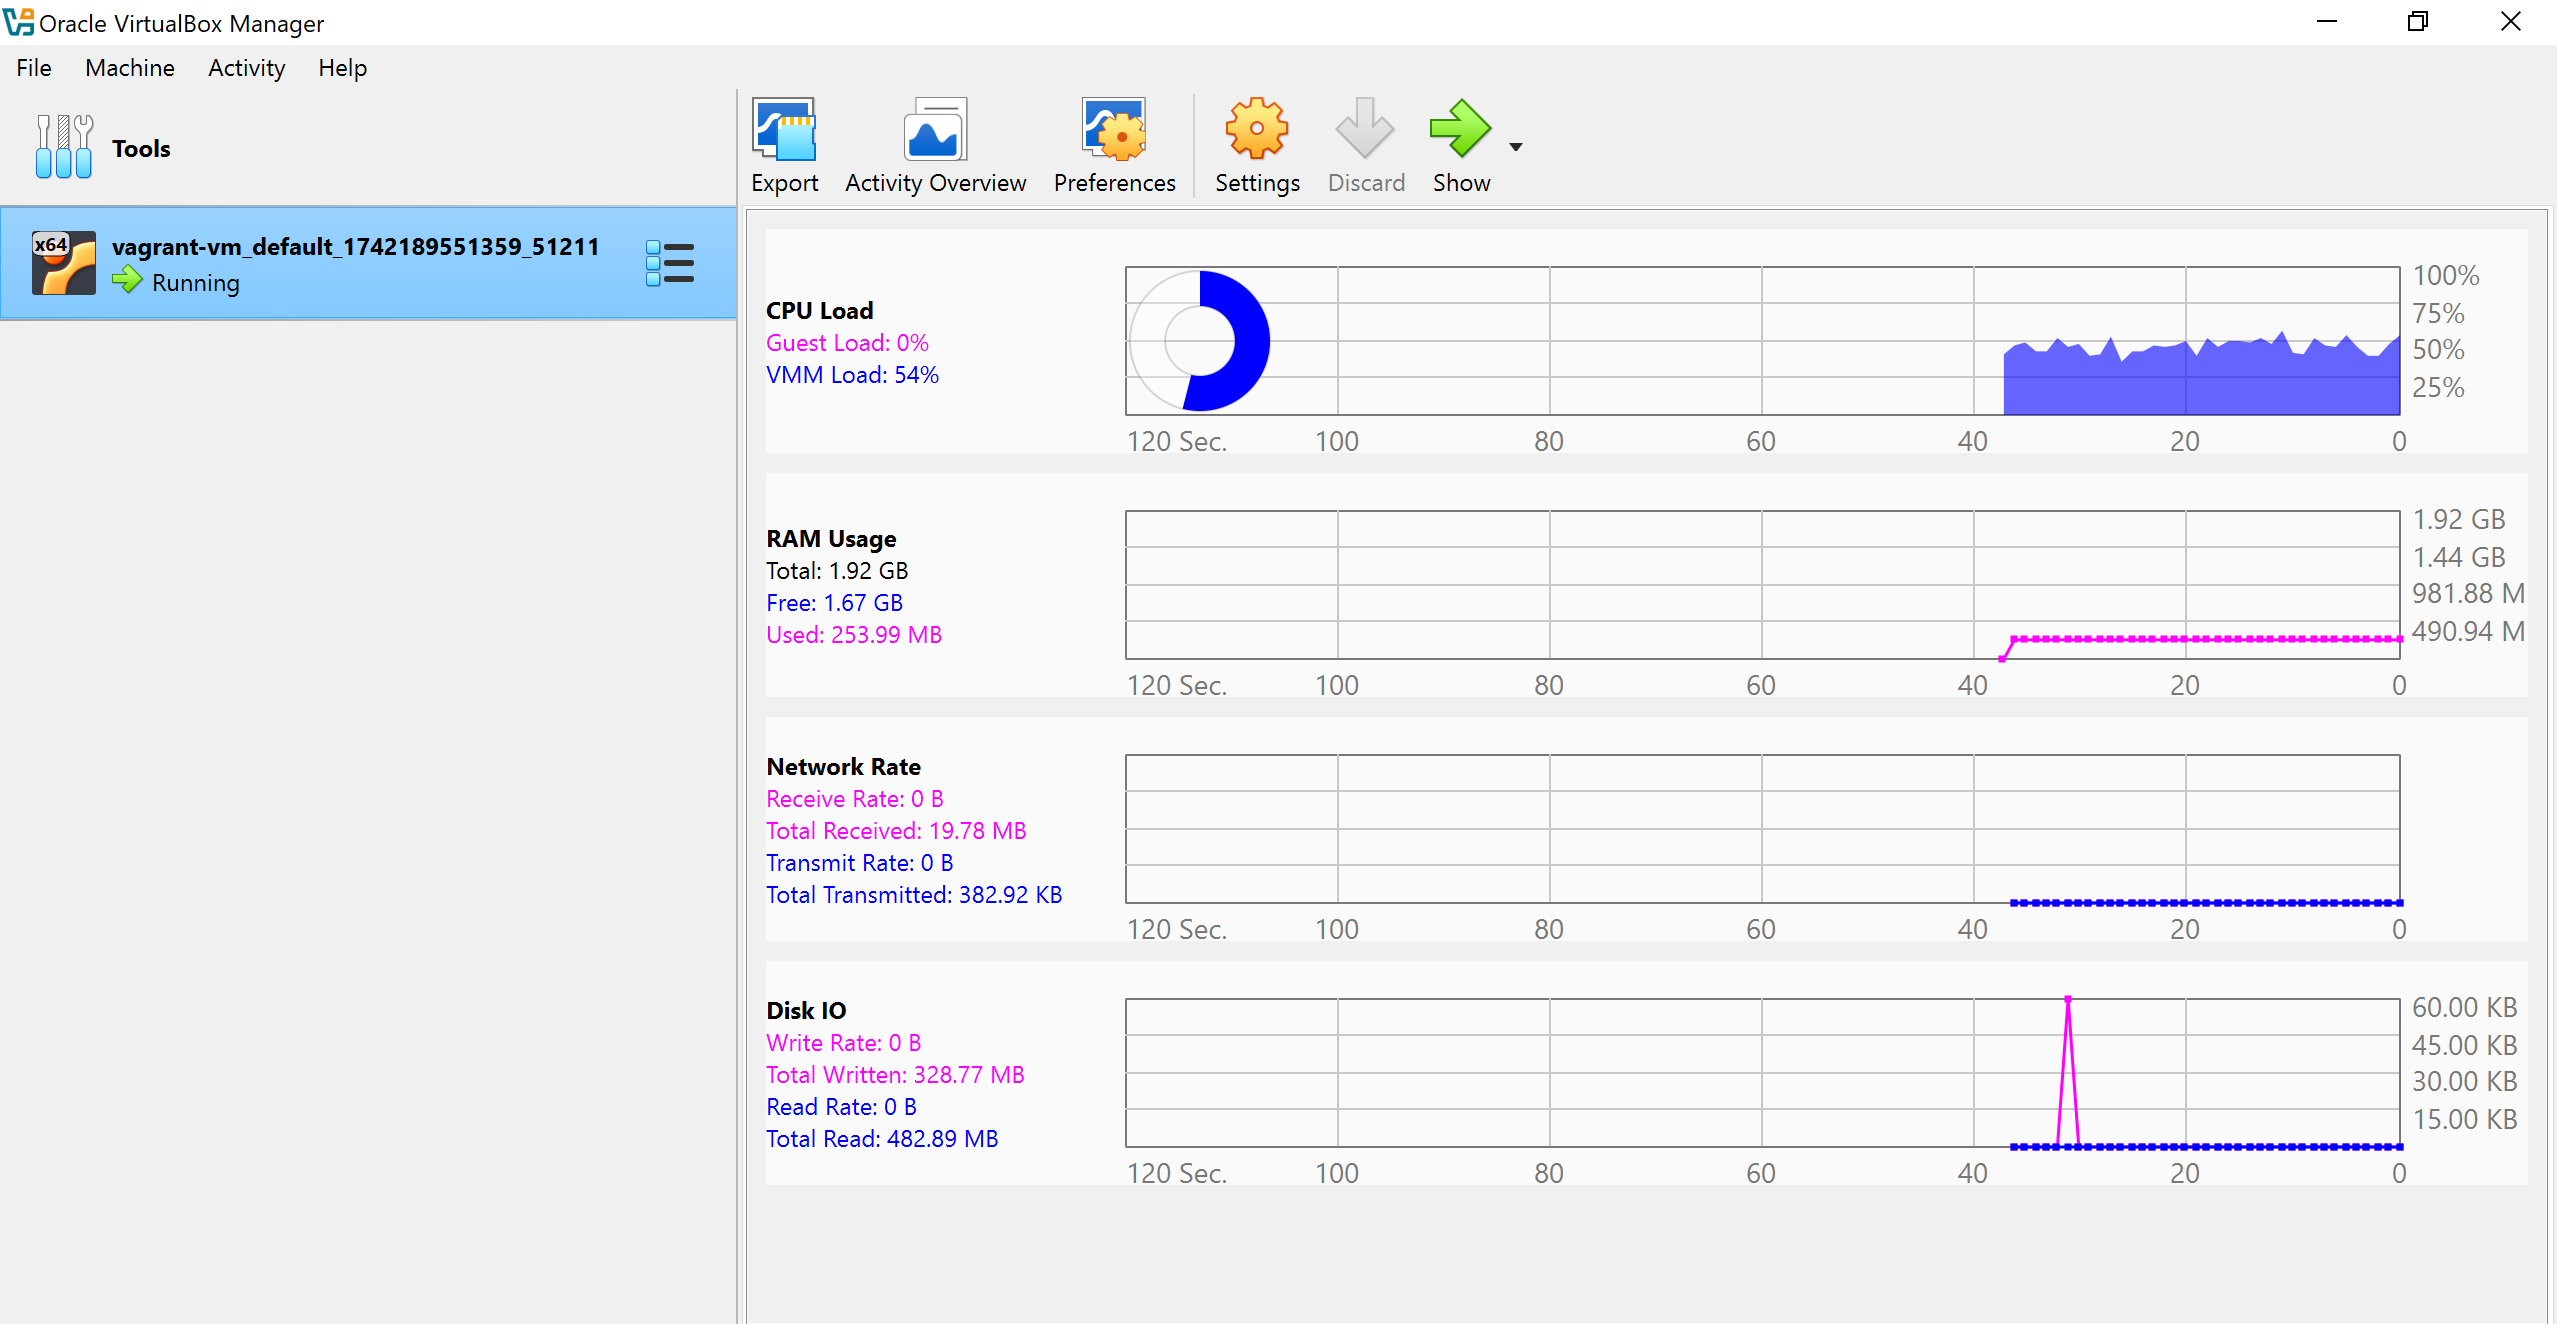 Oracle VirtualBox Manager
File Machine Activity Help
Tools
Export Activity Overview Preferences Settings Discard Show
x64
vagrant-vm_default_1742189551359_51211
Running
CPU Load
Guest Load: 0%
VMM Load: 54%
100%
75%
50%
25%
120 Sec. 100 80 60 40 20 0
RAM Usage
Total: 1.92 GB
Free: 1.67 GB
Used: 253.99 MB
1.92 GB
1.44 GB
981.88 M
490.94 M
120 Sec. 100 80 60 40 20 0
Network Rate
Receive Rate: 0 B
Total Received: 19.78 MB
Transmit Rate: 0 B
Total Transmitted: 382.92 KB
120 Sec. 100 80 60 40 20 0
Disk IO
Write Rate: 0 B
Total Written: 328.77 MB
Read Rate: 0 B
Total Read: 482.89 MB
60.00 KB
45.00 KB
30.00 KB
15.00 KB
120 Sec. 100 80 60 40 20 0